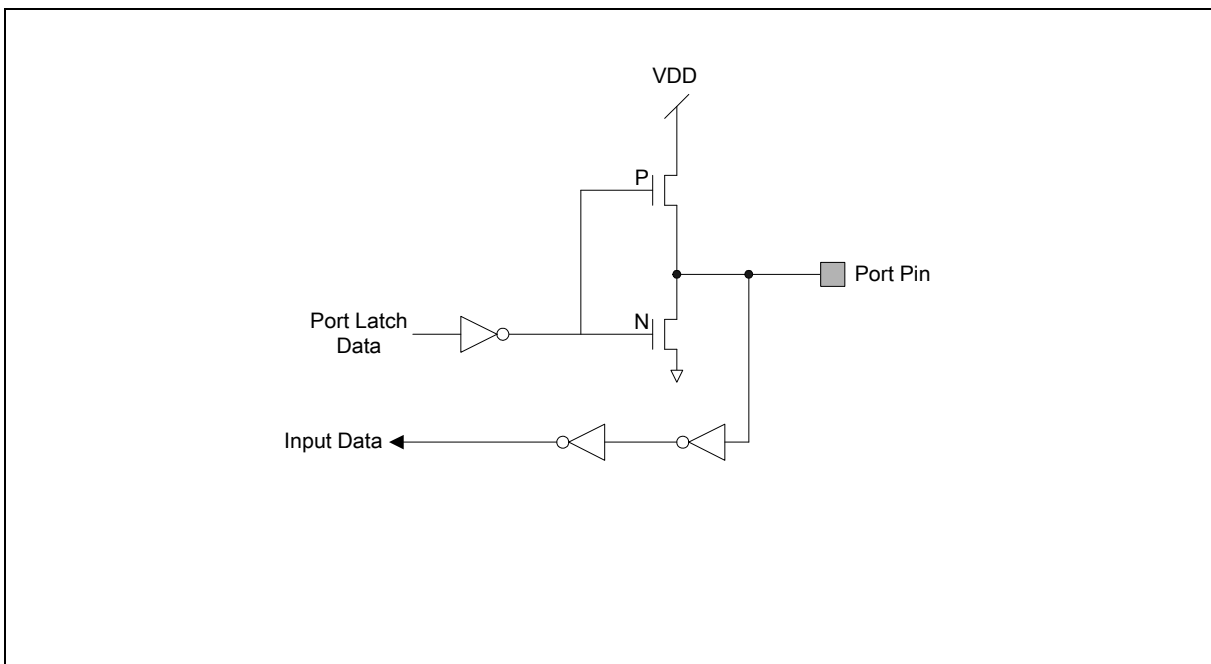 VDD
P
Port Pin
N
Port Latch
Data
Input Data